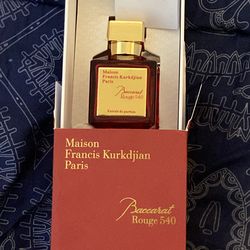 Maison
Francis Kurkdjian
Paris
Baccarat
Rouge 540
Extrait de parfum
Maison
Francis Kurkdjian
Paris
Baccarat
Rouge 540